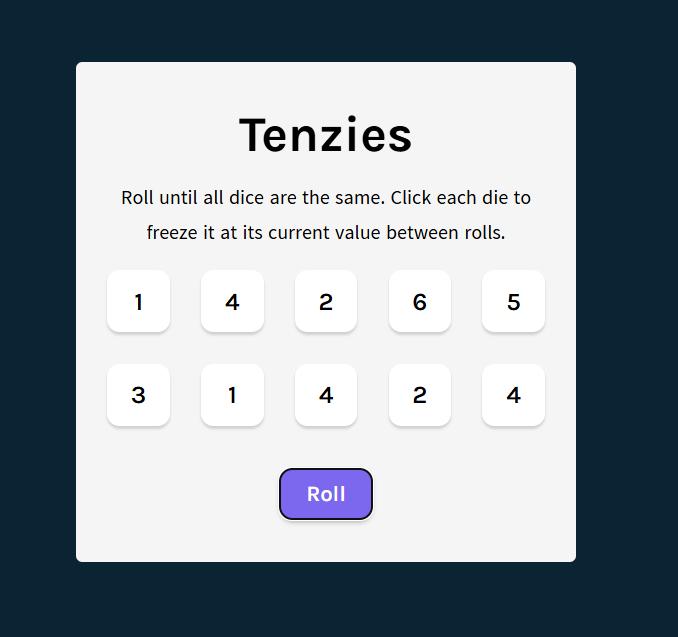 Tenzies
Roll until all dice are the same. Click each die to
freeze it at its current value between rolls.
1 4 2 6 5
3 1 4 2 4
Roll